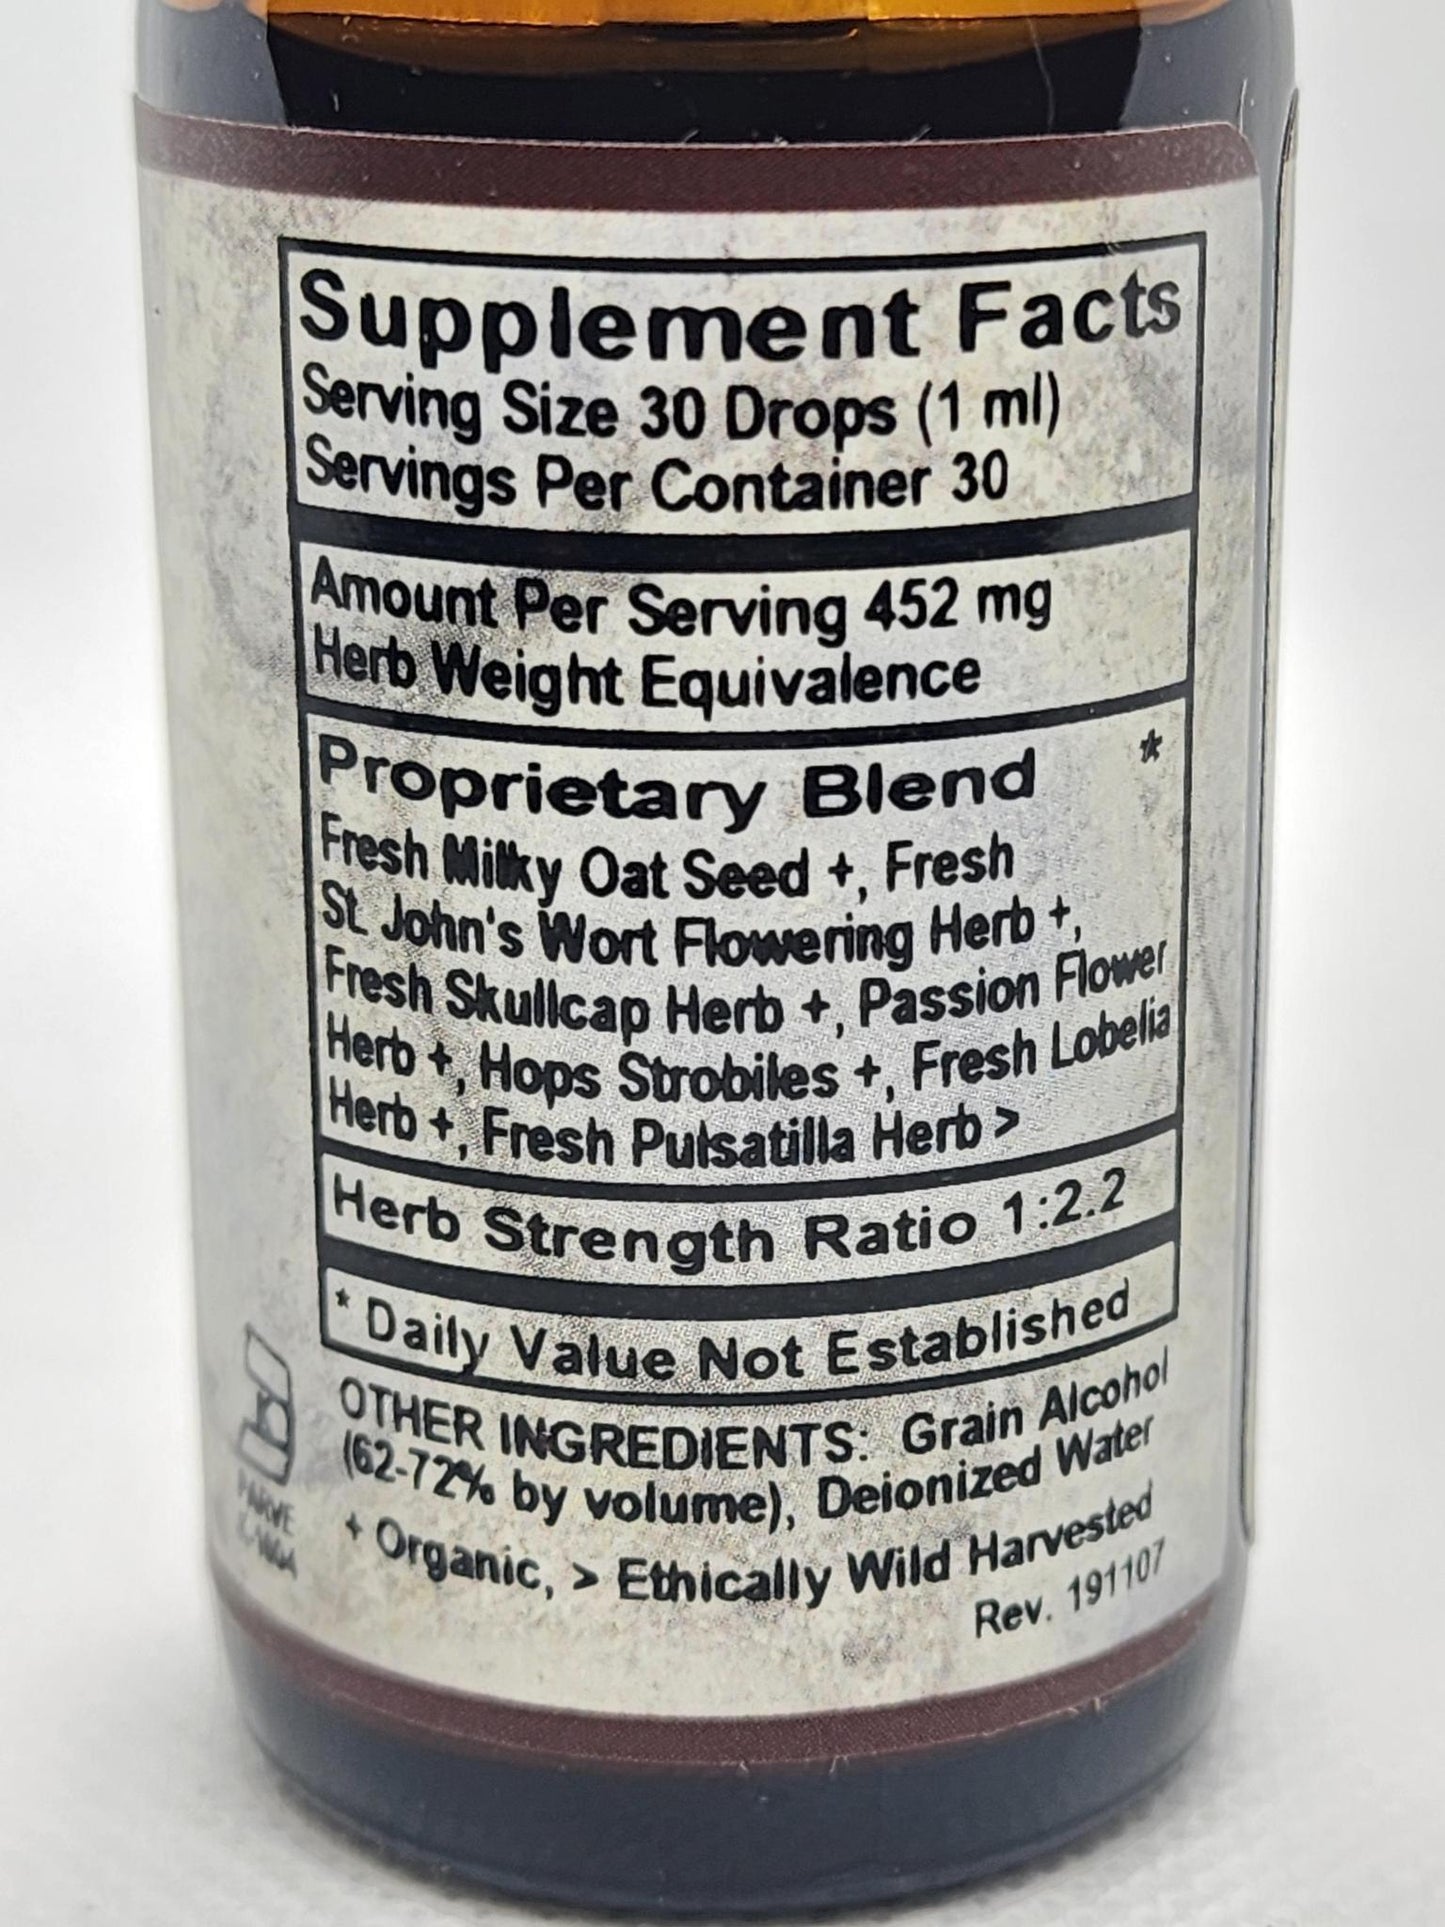 Supplement Facts
Serving Size 30 Drops (1 ml)
Servings Per Container 30
Amount Per Serving 452 mg
Herb Weight Equivalence
Proprietary Blend *
Fresh Milky Oat Seed +, Fresh
St. John's Wort Flowering Herb +,
Fresh Skullcap Herb +, Passion Flower
Herb +, Hops Strobiles +, Fresh Lobelia
Herb +, Fresh Pulsatilla Herb >
Herb Strength Ratio 1:2.2
* Daily Value Not Established
OTHER INGREDIENTS: Grain Alcohol
(62-72% by volume), Deionized Water
+ Organic, > Ethically Wild Harvested
Rev. 191107
K
PARVE